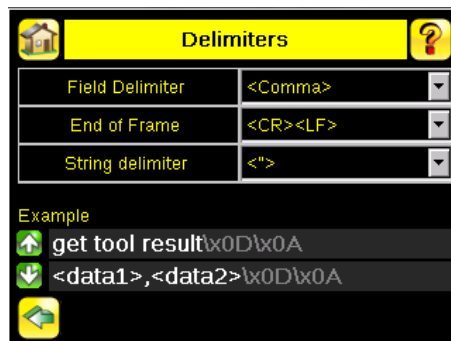 Delimiters
Field Delimiter <Comma>
End of Frame <CR><LF>
String delimiter <">
Example
get tool result\x0D\x0A
<data1>,<data2>\x0D\x0A